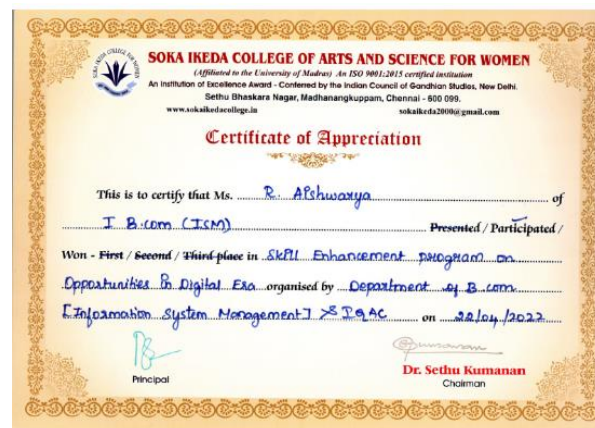 SOKA IKEDA COLLEGE OF ARTS AND SCIENCE FOR WOMEN
(Affiliated to the University of Madras) An ISO 9001:2015 certified institution
An Institution of Excellence Award - Conferred by the Indian Council of Gandhian Studies, New Delhi.
Sethu Bhaskara Nagar, Madhanangkuppam, Chennai - 600 099.
www.sokaikedacollege.in sokaikeda2000@gmail.com
Certificate of Appreciation
This is to certify that Ms. R. Aishwarya of
I B.com (ISM) Presented / Participated /
Won - First / Second / Third place in Skill Enhancement program on
Opportunities in Digital Era organised by Department of B.com
[Information System Management] & IQAC on 22/04/2022
Principal
Dr. Sethu Kumanan
Chairman